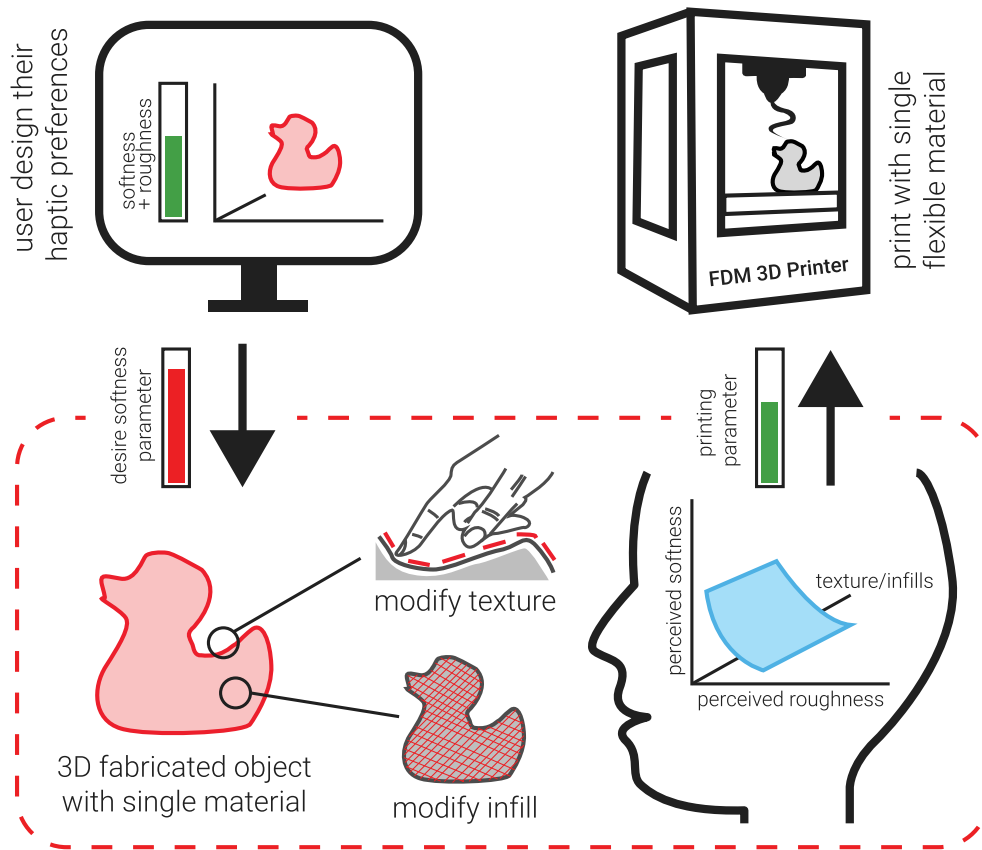 user design their
haptic preferences
softness
+ roughness
FDM 3D Printer
print with single
flexible material
desire softness
parameter
printing
parameter
modify texture
3D fabricated object
with single material
modify infill
perceived softness
texture/infills
perceived roughness